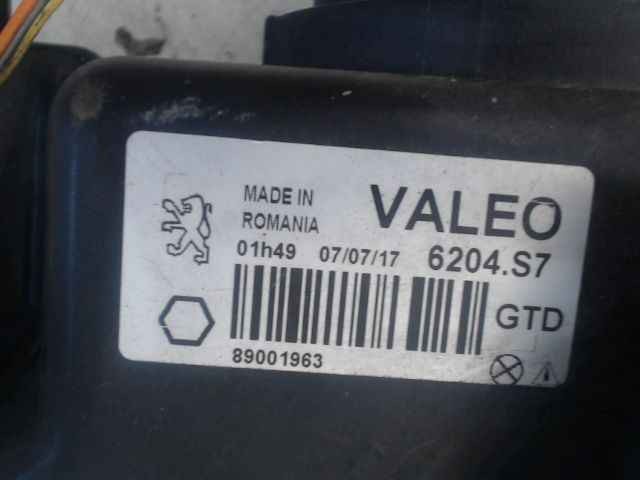 MADE IN
ROMANIA
VALEO
01h49 07/07/17 6204.S7
GTD
89001963